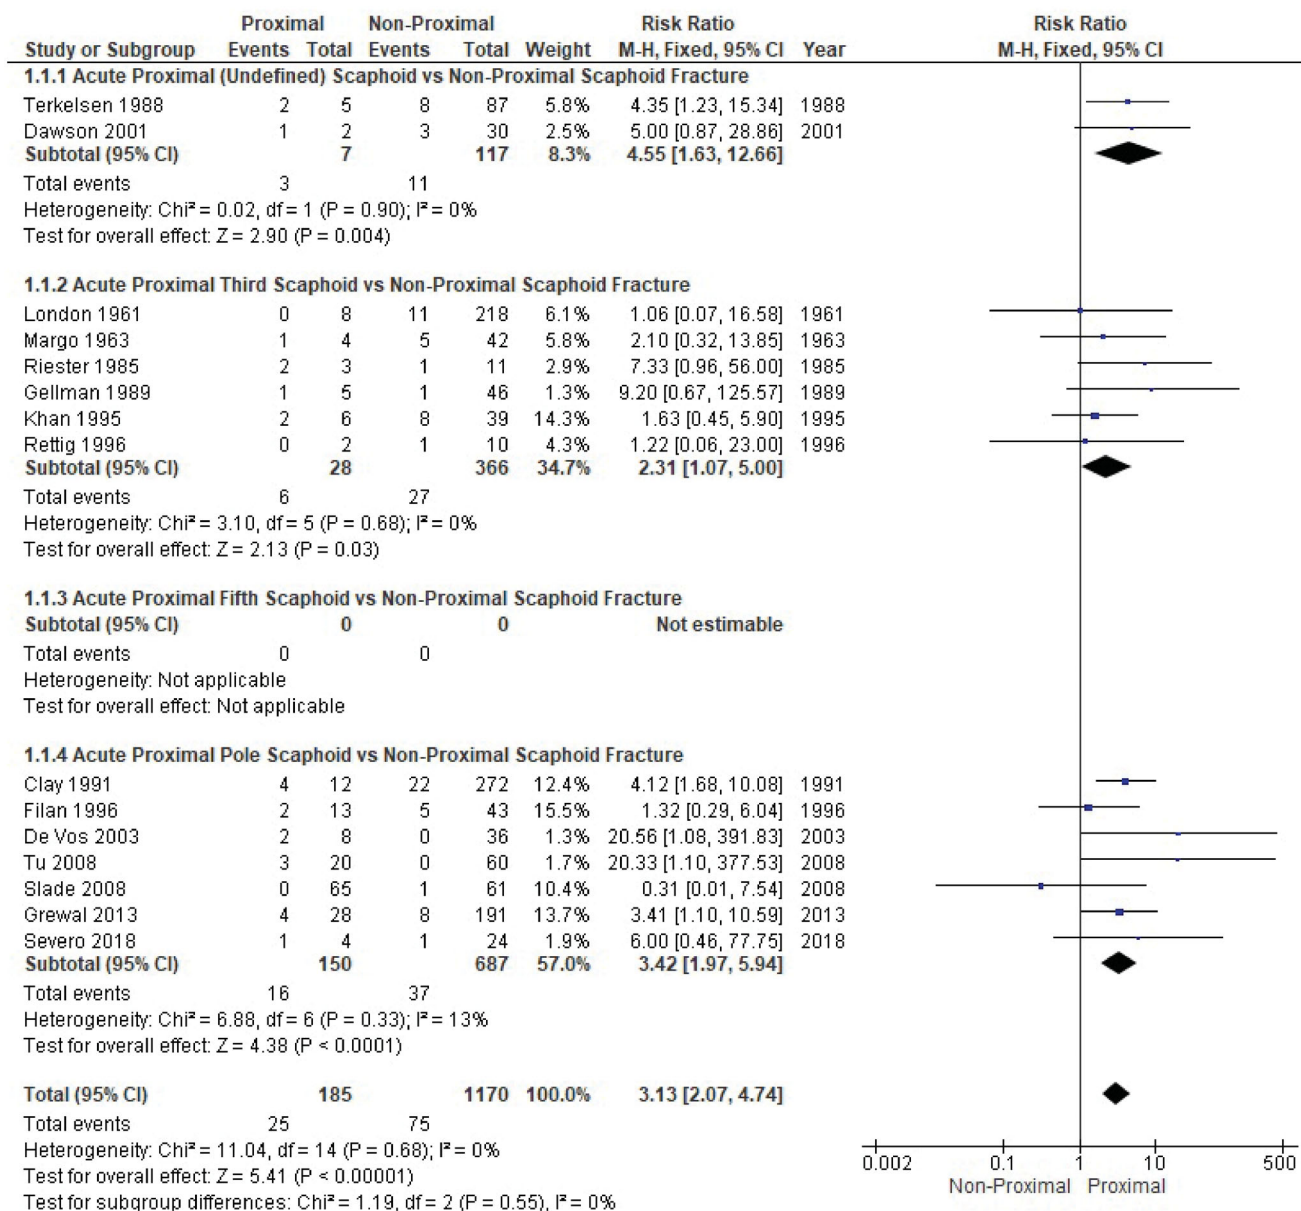 Proximal Non-Proximal Risk Ratio Risk Ratio
Study or Subgroup Events Total Events Total Weight M-H, Fixed, 95% CI Year M-H, Fixed, 95% CI
1.1.1 Acute Proximal (Undefined) Scaphoid vs Non-Proximal Scaphoid Fracture
Terkelsen 1988 2 5 8 87 5.8% 4.35 [1.23, 15.34] 1988
Dawson 2001 1 2 3 30 2.5% 5.00 [0.87, 28.86] 2001
Subtotal (95% CI) 7 117 8.3% 4.55 [1.63, 12.66]
Total events 3 11
Heterogeneity: Chi² = 0.02, df = 1 (P = 0.90); I² = 0%
Test for overall effect: Z = 2.90 (P = 0.004)
1.1.2 Acute Proximal Third Scaphoid vs Non-Proximal Scaphoid Fracture
London 1961 0 8 11 218 6.1% 1.06 [0.07, 16.58] 1961
Margo 1963 1 4 5 42 5.8% 2.10 [0.32, 13.85] 1963
Riester 1985 2 3 1 11 2.9% 7.33 [0.96, 56.00] 1985
Gellman 1989 1 5 1 46 1.3% 9.20 [0.67, 125.57] 1989
Khan 1995 2 6 8 39 14.3% 1.63 [0.45, 5.90] 1995
Rettig 1996 0 2 1 10 4.3% 1.22 [0.06, 23.00] 1996
Subtotal (95% CI) 28 366 34.7% 2.31 [1.07, 5.00]
Total events 6 27
Heterogeneity: Chi² = 3.10, df = 5 (P = 0.68); I² = 0%
Test for overall effect: Z = 2.13 (P = 0.03)
1.1.3 Acute Proximal Fifth Scaphoid vs Non-Proximal Scaphoid Fracture
Subtotal (95% CI) 0 0 Not estimable
Total events 0 0
Heterogeneity: Not applicable
Test for overall effect: Not applicable
1.1.4 Acute Proximal Pole Scaphoid vs Non-Proximal Scaphoid Fracture
Clay 1991 4 12 22 272 12.4% 4.12 [1.68, 10.08] 1991
Filan 1996 2 13 5 43 15.5% 1.32 [0.29, 6.04] 1996
De Vos 2003 2 8 0 36 1.3% 20.56 [1.08, 391.83] 2003
Tu 2008 3 20 0 60 1.7% 20.33 [1.10, 377.53] 2008
Slade 2008 0 65 1 61 10.4% 0.31 [0.01, 7.54] 2008
Grewal 2013 4 28 8 191 13.7% 3.41 [1.10, 10.59] 2013
Severo 2018 1 4 1 24 1.9% 6.00 [0.46, 77.75] 2018
Subtotal (95% CI) 150 687 57.0% 3.42 [1.97, 5.94]
Total events 16 37
Heterogeneity: Chi² = 6.88, df = 6 (P = 0.33); I² = 13%
Test for overall effect: Z = 4.38 (P < 0.0001)
Total (95% CI) 185 1170 100.0% 3.13 [2.07, 4.74]
Total events 25 75
Heterogeneity: Chi² = 11.04, df = 14 (P = 0.68); I² = 0%
Test for overall effect: Z = 5.41 (P < 0.00001)
Test for subgroup differences: Chi² = 1.19, df = 2 (P = 0.55), I² = 0%
0.002 0.1 1 10 500
Non-Proximal Proximal